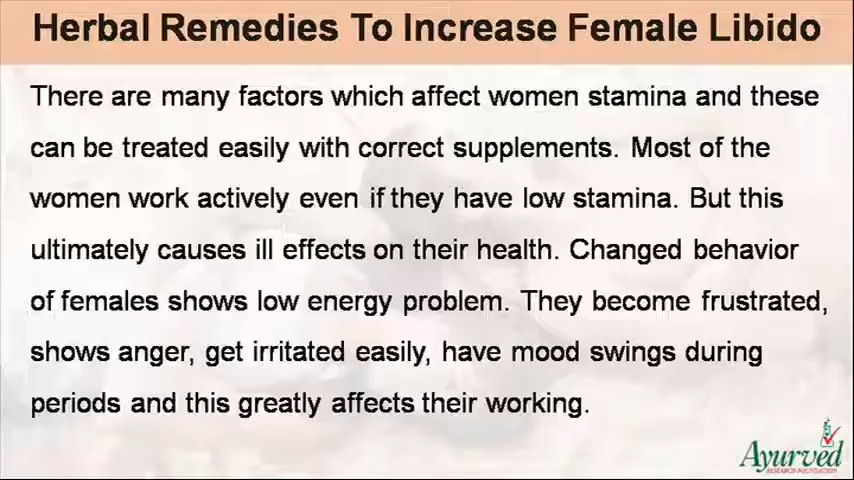 Herbal Remedies To Increase Female Libido
There are many factors which affect women stamina and these
can be treated easily with correct supplements. Most of the
women work actively even if they have low stamina. But this
ultimately causes ill effects on their health. Changed behavior
of females shows low energy problem. They become frustrated,
shows anger, get irritated easily, have mood swings during
periods and this greatly affects their working.
Ayurved
RESEARCH FOUNDATION